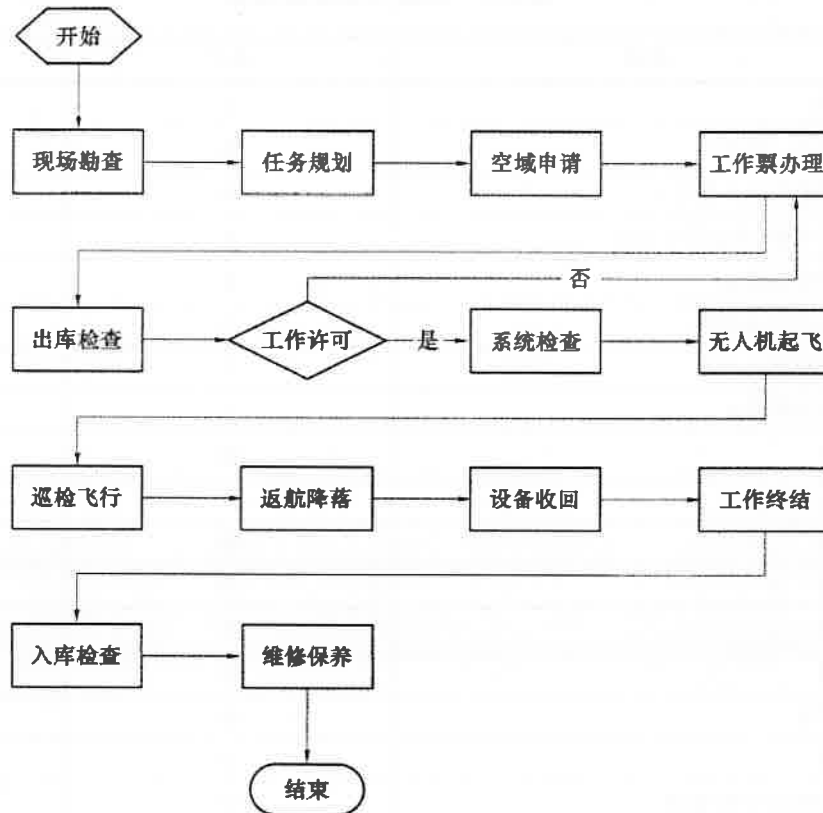 开始
现场勘查
任务规划
空域申请
工作票办理
否
出库检查
工作许可
是
系统检查
无人机起飞
巡检飞行
返航降落
设备收回
工作终结
入库检查
维修保养
结束